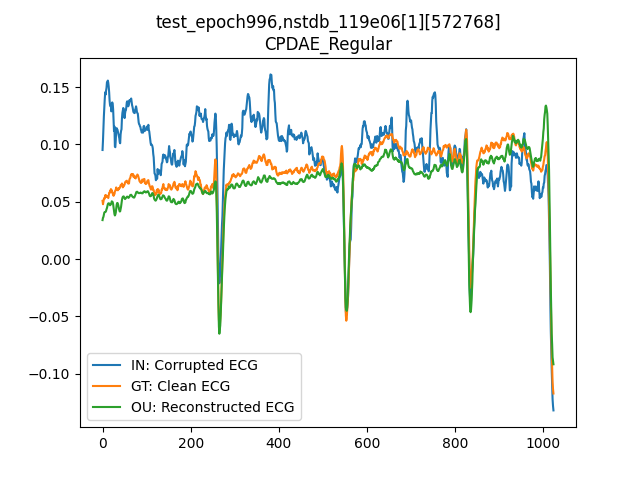 test_epoch996,nstdb_119e06[1][572768]
CPDAE_Regular
0.15
0.10
0.05
0.00
−0.05
−0.10
IN: Corrupted ECG
GT: Clean ECG
OU: Reconstructed ECG
0 200 400 600 800 1000